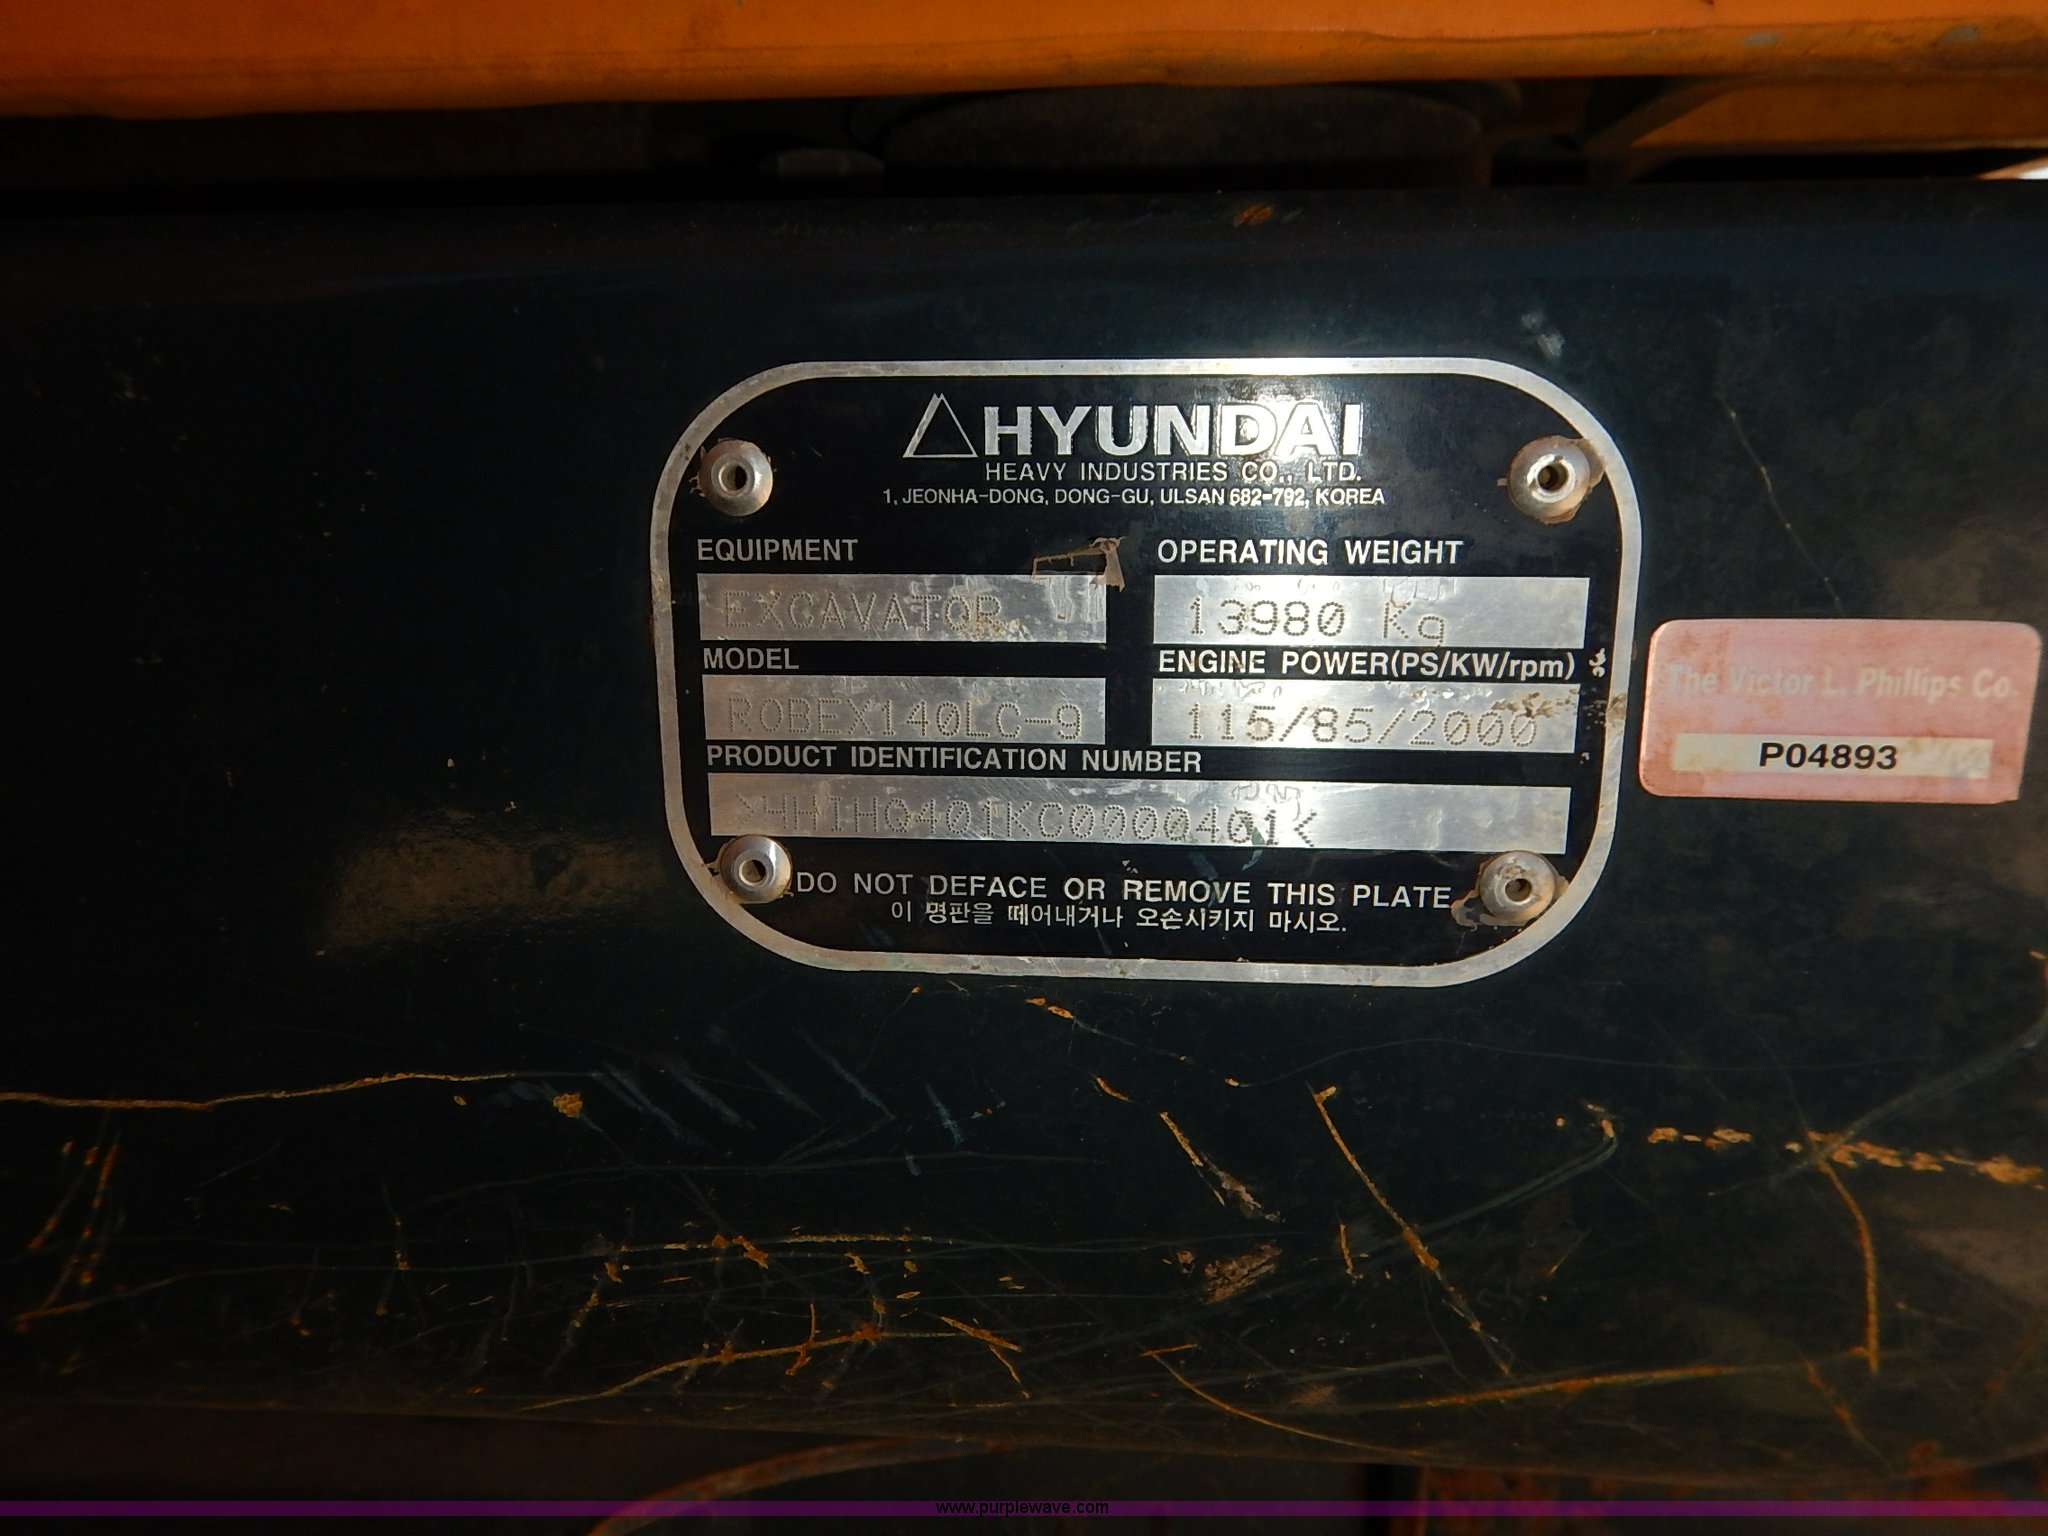 HYUNDAI
HEAVY INDUSTRIES CO., LTD.
1, JEONHA-DONG, DONG-GU, ULSAN 682-792, KOREA
EQUIPMENT
EXCAVATOR
OPERATING WEIGHT
13980 Kg
MODEL
ROBEX140LC-9
ENGINE POWER(PS/KW/rpm)
115/85/2000
PRODUCT IDENTIFICATION NUMBER
DO NOT DEFACE OR REMOVE THIS PLATE
이 명판을 떼어내거나 오손시키지 마시오.
The Victor L. Phillips Co.
P04893
www.purplewave.com